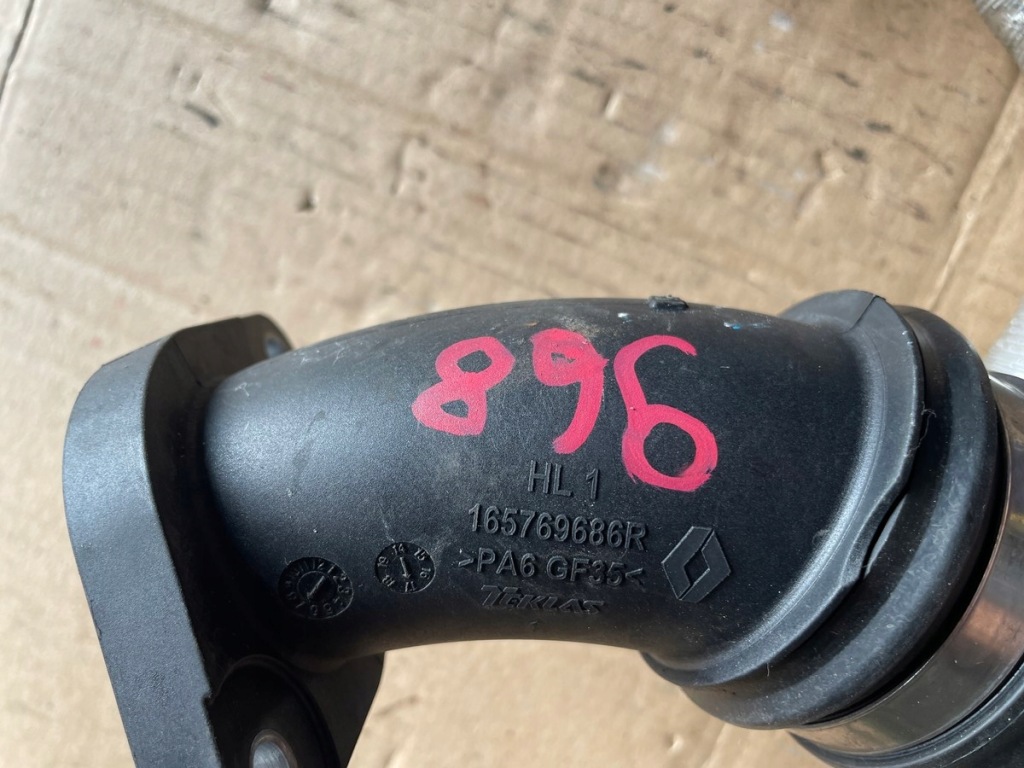 896
HL 1
165769686R
>PA6 GF35<
TEKLAS